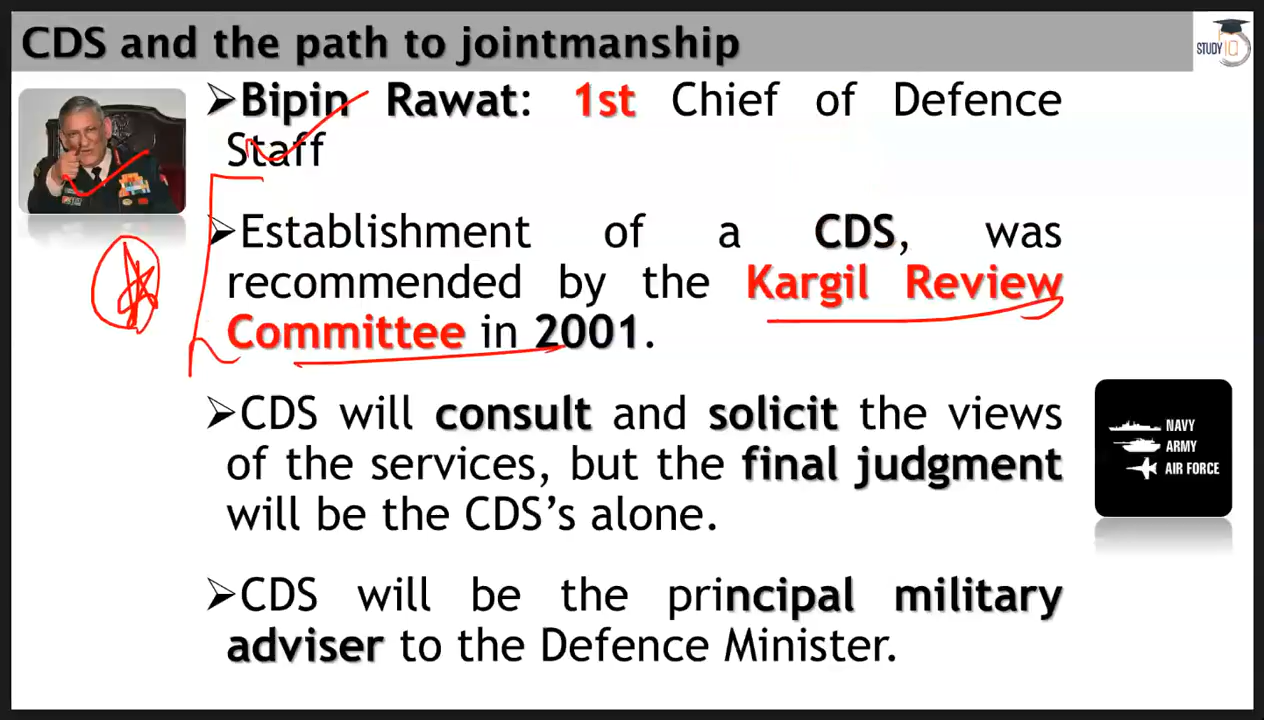 CDS and the path to jointmanship
STUDY IQ
➢Bipin Rawat: 1st Chief of Defence
Staff
➢Establishment of a CDS, was
recommended by the Kargil Review
Committee in 2001.
➢CDS will consult and solicit the views
of the services, but the final judgment
will be the CDS’s alone.
NAVY
ARMY
AIR FORCE
➢CDS will be the principal military
adviser to the Defence Minister.